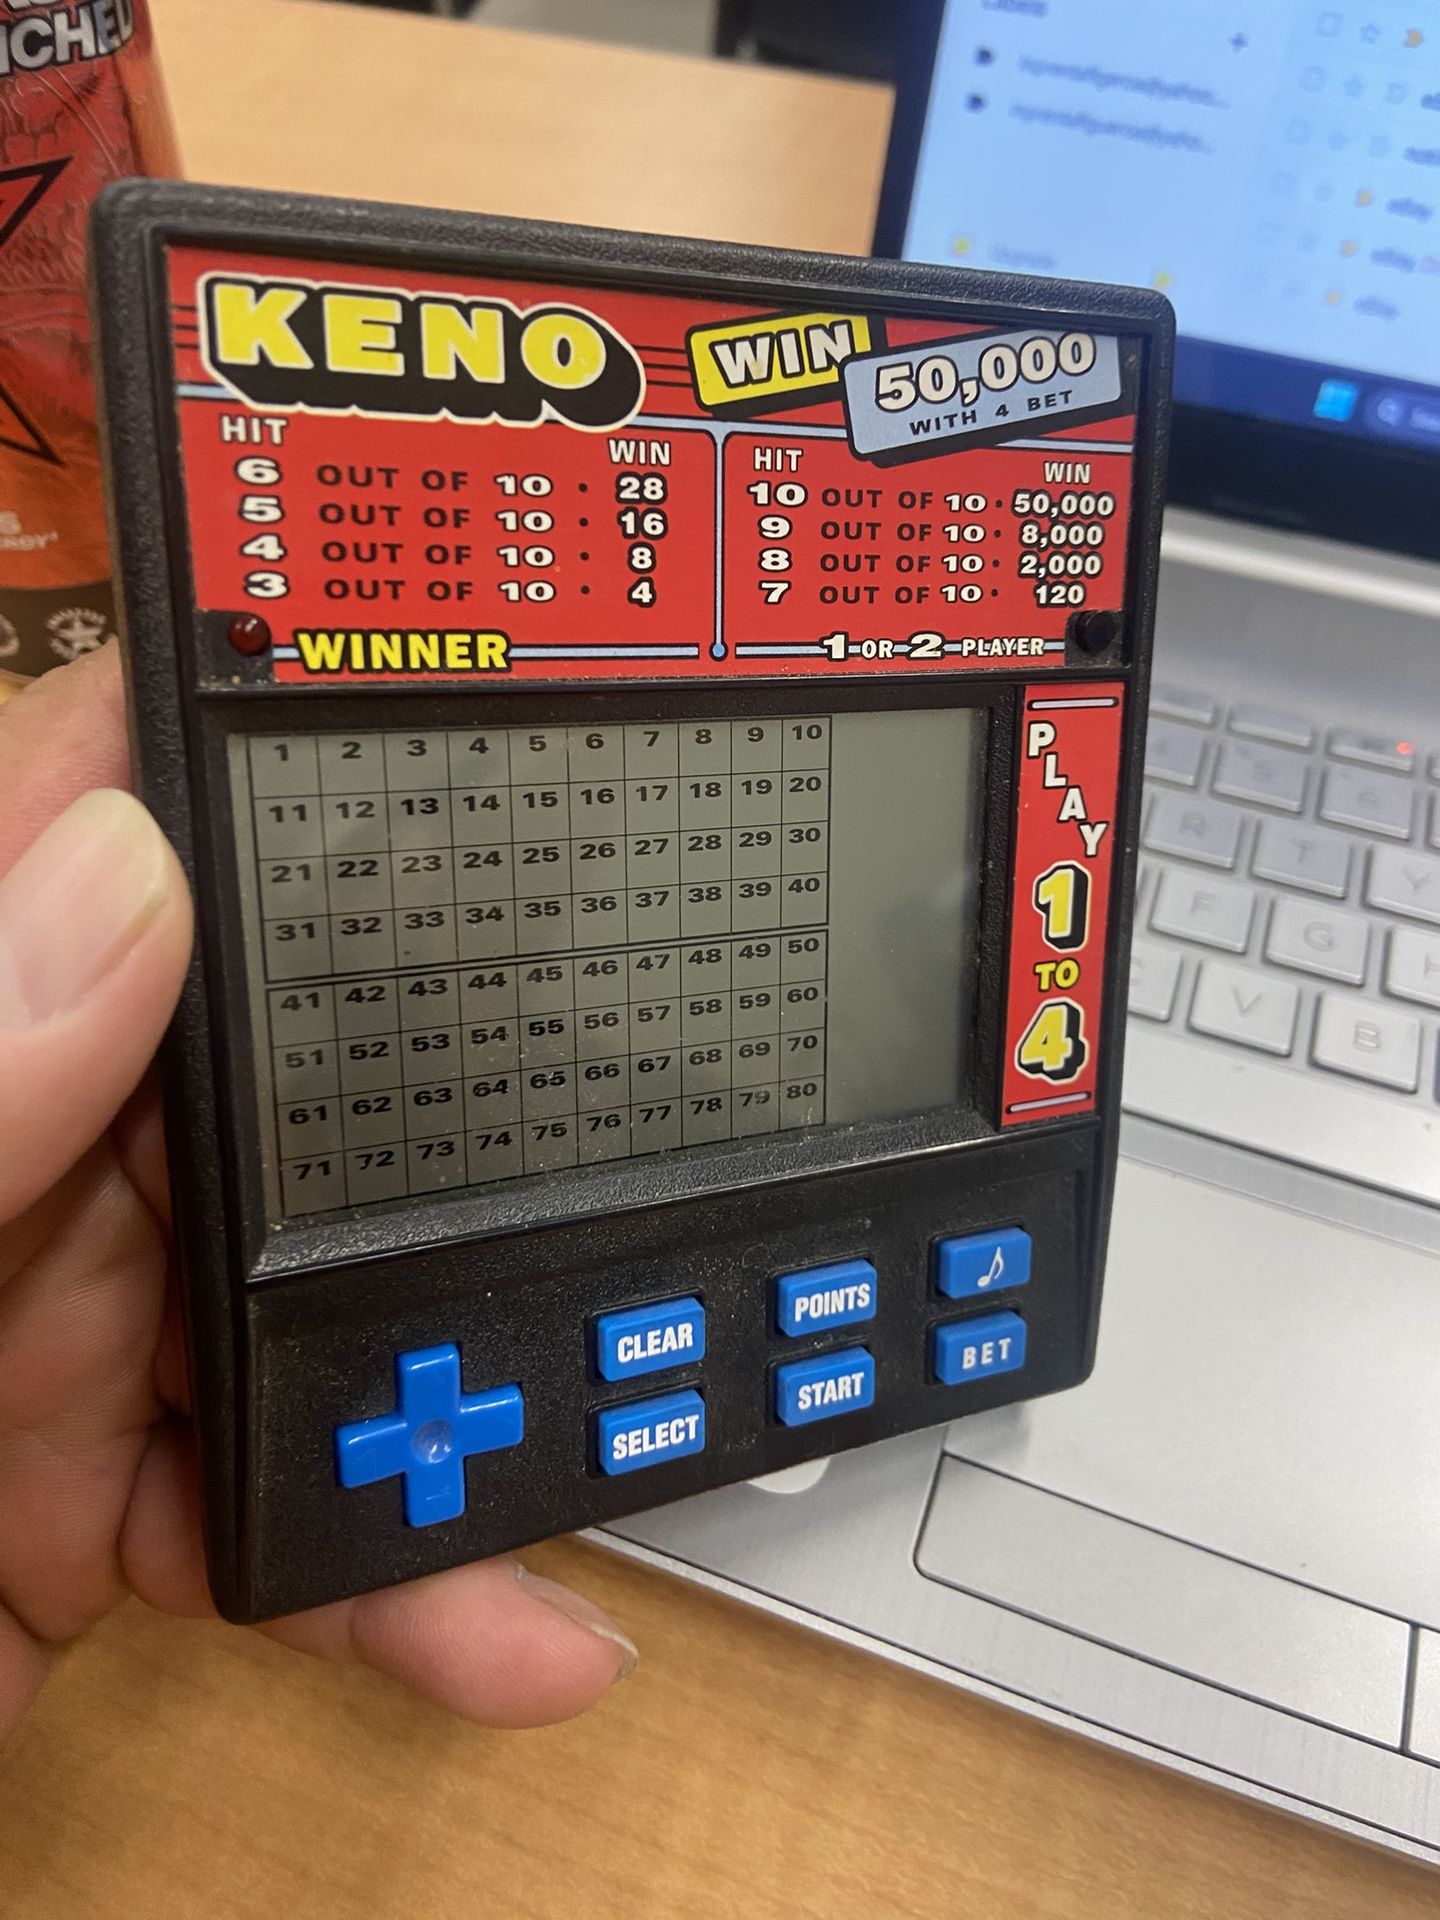 ICHED
KENO
WIN
50,000
WITH 4 BET
HIT
WIN
6 OUT OF 10 · 28
5 OUT OF 10 · 16
4 OUT OF 10 · 8
3 OUT OF 10 · 4
HIT
WIN
10 OUT OF 10 · 50,000
9 OUT OF 10 · 8,000
8 OUT OF 10 · 2,000
7 OUT OF 10 · 120
WINNER
1 OR 2 PLAYER
1 2 3 4 5 6 7 8 9 10
11 12 13 14 15 16 17 18 19 20
21 22 23 24 25 26 27 28 29 30
31 32 33 34 35 36 37 38 39 40
41 42 43 44 45 46 47 48 49 50
51 52 53 54 55 56 57 58 59 60
61 62 63 64 65 66 67 68 69 70
71 72 73 74 75 76 77 78 79 80
PLAY
1
TO
4
CLEAR
POINTS
♪
SELECT
START
BET
Labels
eBay
eBay
eBay
R T Y
F G
C V B